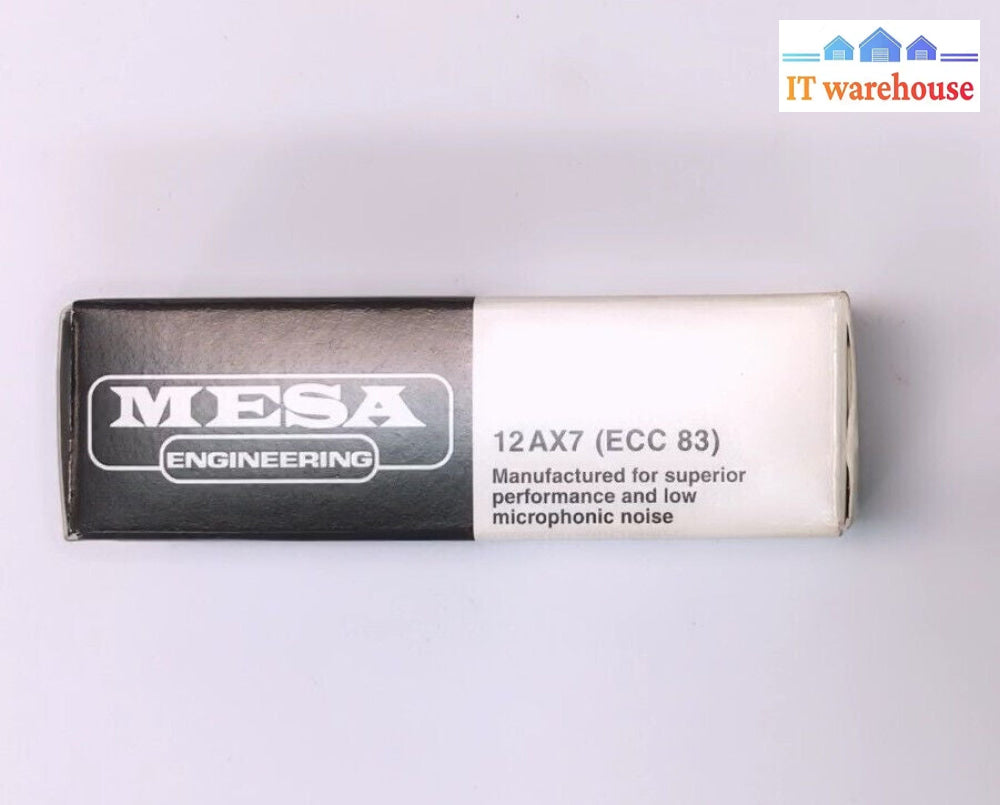 IT warehouse
MESA
ENGINEERING
12AX7 (ECC 83)
Manufactured for superior
performance and low
microphonic noise